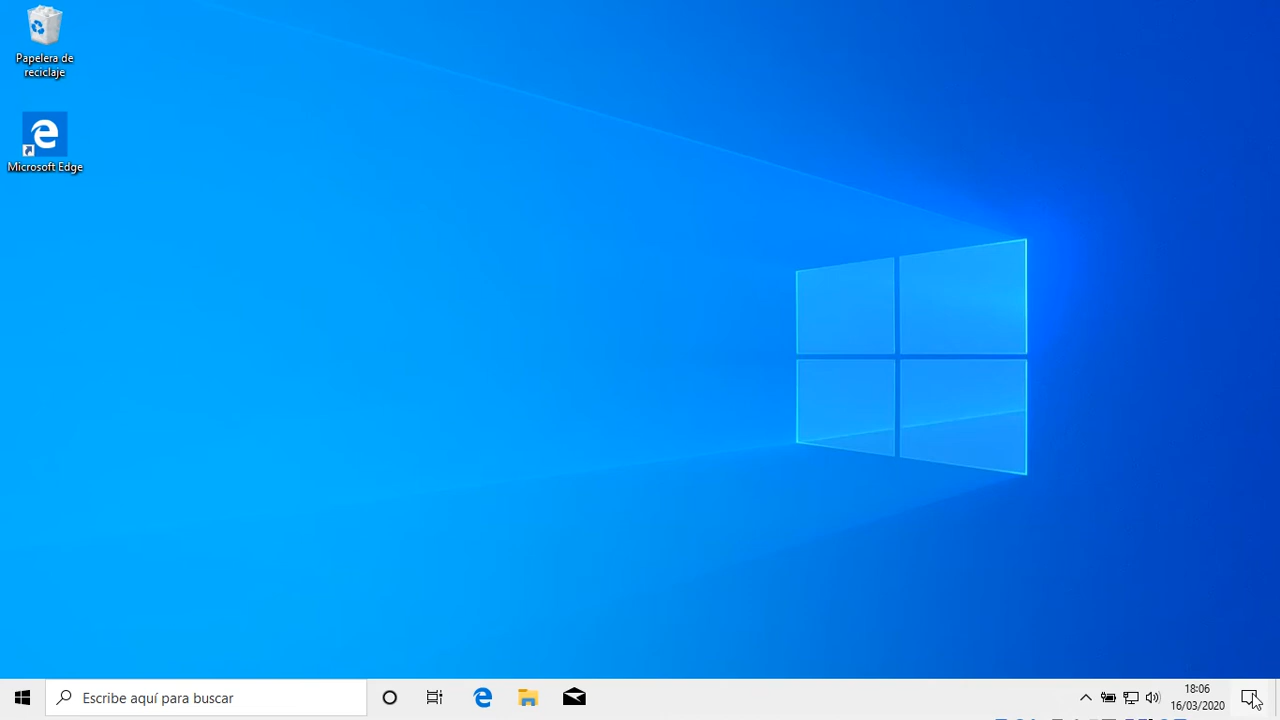 Papelera de
reciclaje
Microsoft Edge
Escribe aquí para buscar
18:06
16/03/2020